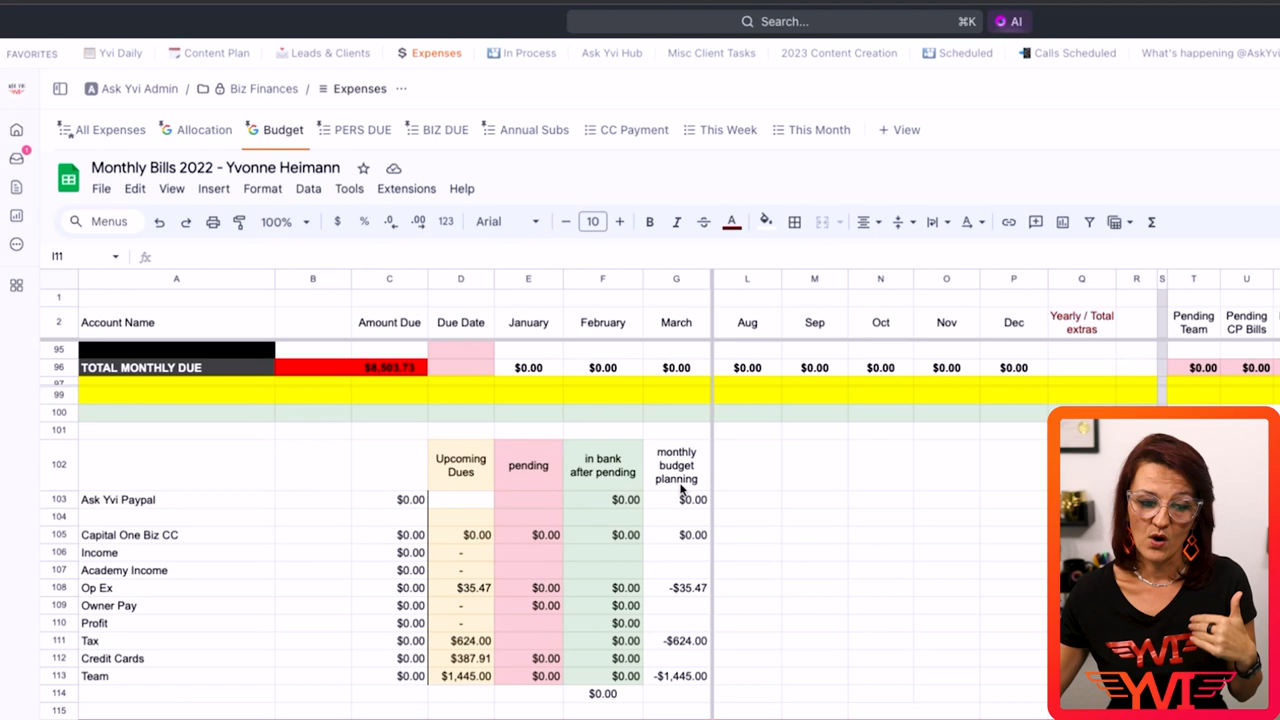 Search... ⌘K AI
FAVORITES Yvi Daily Content Plan Leads & Clients Expenses In Process Ask Yvi Hub Misc Client Tasks 2023 Content Creation Scheduled Calls Scheduled What's happening @AskYvi
ASK YVI Ask Yvi Admin / Biz Finances / Expenses ...
All Expenses Allocation Budget PERS DUE BIZ DUE Annual Subs CC Payment This Week This Month + View
Monthly Bills 2022 - Yvonne Heimann
File Edit View Insert Format Data Tools Extensions Help
Menus 100% $ % .0 .00 123 Arial − 10 + B I S A Σ
I11 fx
A B C D E F G L M N O P Q R S T U
1
2 Account Name Amount Due Due Date January February March Aug Sep Oct Nov Dec Yearly / Total extras Pending Team Pending CP Bills
95
96 TOTAL MONTHLY DUE $8,503.73 $0.00 $0.00 $0.00 $0.00 $0.00 $0.00 $0.00 $0.00 $0.00 $0.00
97
99
100
101
102 Upcoming Dues pending in bank after pending monthly budget planning
103 Ask Yvi Paypal $0.00 $0.00 $0.00
104
105 Capital One Biz CC $0.00 $0.00 $0.00 $0.00 $0.00
106 Income $0.00 -
107 Academy Income $0.00 -
108 Op Ex $0.00 $35.47 $0.00 $0.00 -$35.47
109 Owner Pay $0.00 - $0.00 $0.00
110 Profit $0.00 - $0.00
111 Tax $0.00 $624.00 $0.00 -$624.00
112 Credit Cards $0.00 $387.91 $0.00 $0.00
113 Team $0.00 $1,445.00 $0.00 $0.00 -$1,445.00
114 $0.00
115
YVI
YVI